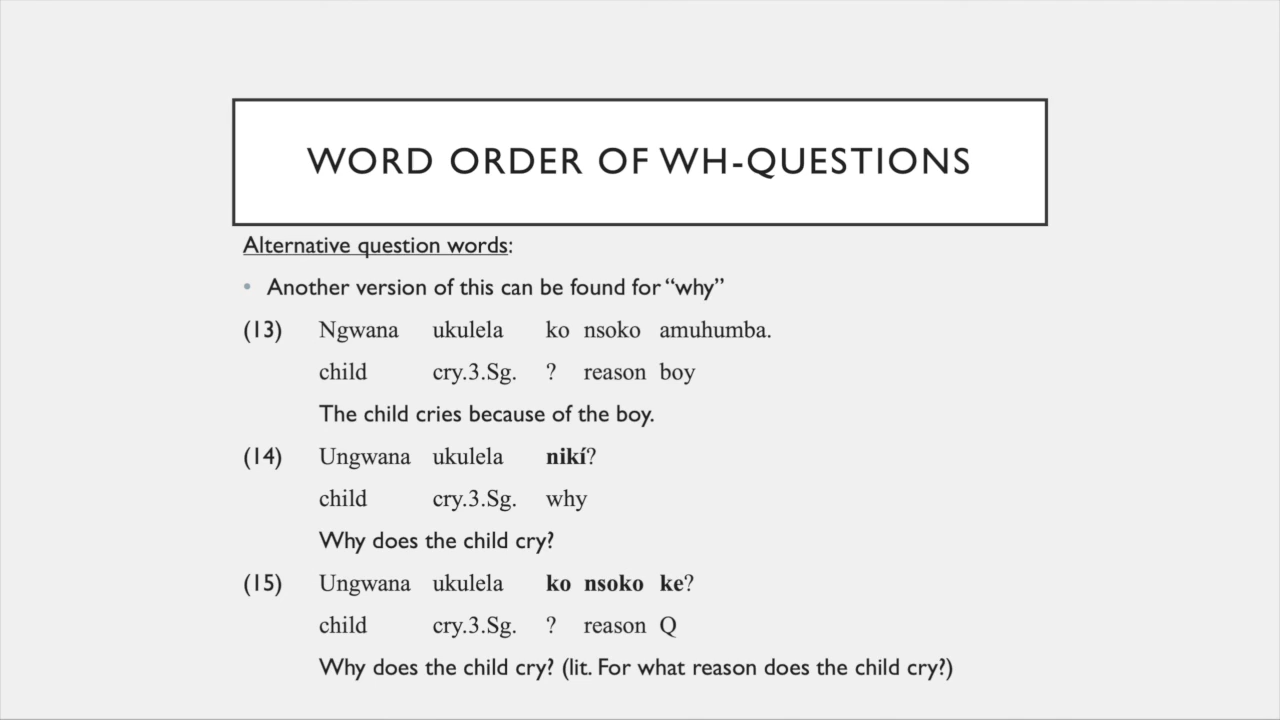 WORD ORDER OF WH-QUESTIONS
Alternative question words:
• Another version of this can be found for “why”
(13) Ngwana ukulela ko nsoko amuhumba.
child cry.3.Sg. ? reason boy
The child cries because of the boy.
(14) Ungwana ukulela nikí?
child cry.3.Sg. why
Why does the child cry?
(15) Ungwana ukulela ko nsoko ke?
child cry.3.Sg. ? reason Q
Why does the child cry? (lit. For what reason does the child cry?)